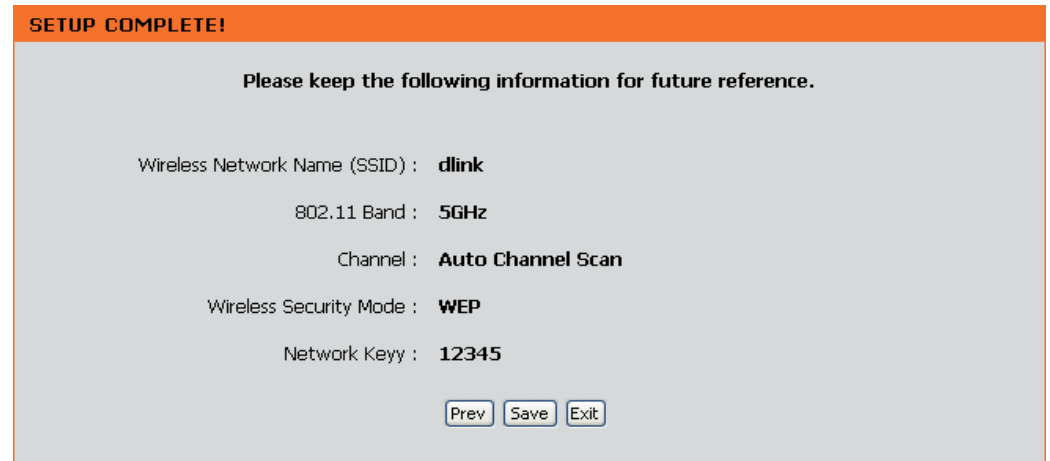 SETUP COMPLETE!
Please keep the following information for future reference.
Wireless Network Name (SSID) : dlink
802.11 Band : 5GHz
Channel : Auto Channel Scan
Wireless Security Mode : WEP
Network Keyy : 12345
Prev Save Exit